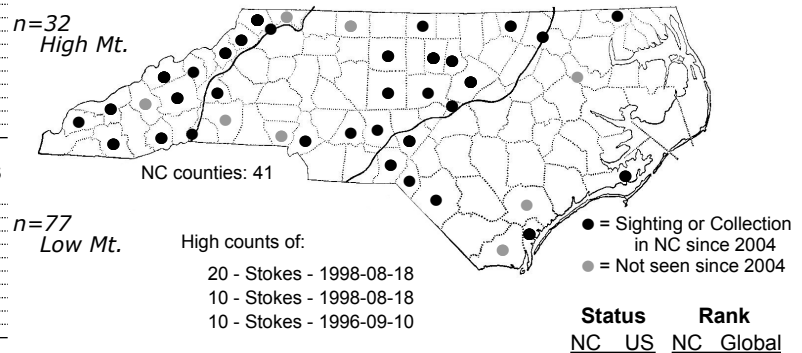 n=32
High Mt.
NC counties: 41
n=77
Low Mt.
High counts of:
20 - Stokes - 1998-08-18
10 - Stokes - 1998-08-18
10 - Stokes - 1996-09-10
● = Sighting or Collection
in NC since 2004
● = Not seen since 2004
Status Rank
NC US NC Global